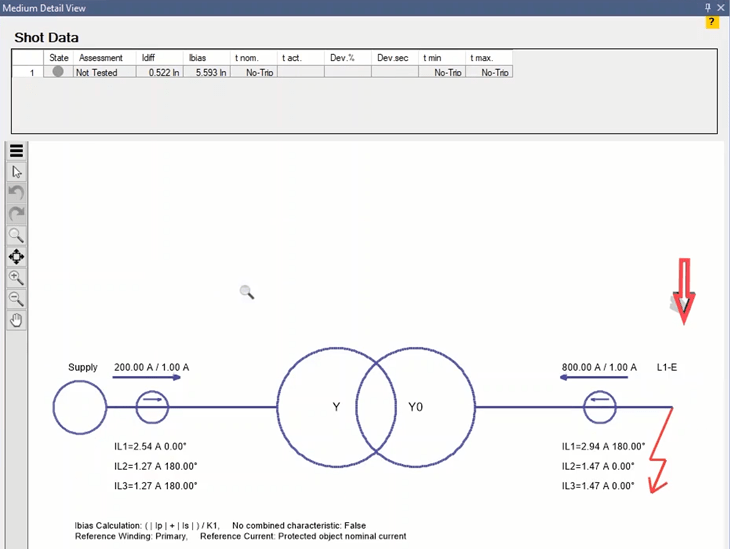 Medium Detail View
?
Shot Data
State Assessment Idiff Ibias t nom. t act. Dev.% Dev.sec t min t max.
1 Not Tested 0.522 In 5.593 In No-Trip No-Trip No-Trip
Supply 200.00 A / 1.00 A 800.00 A / 1.00 A L1-E
Y Y0
IL1=2.54 A 0.00° IL1=2.94 A 180.00°
IL2=1.27 A 180.00° IL2=1.47 A 0.00°
IL3=1.27 A 180.00° IL3=1.47 A 0.00°
Ibias Calculation: ( | Ip | + | Is | ) / K1, No combined characteristic: False
Reference Winding: Primary, Reference Current: Protected object nominal current